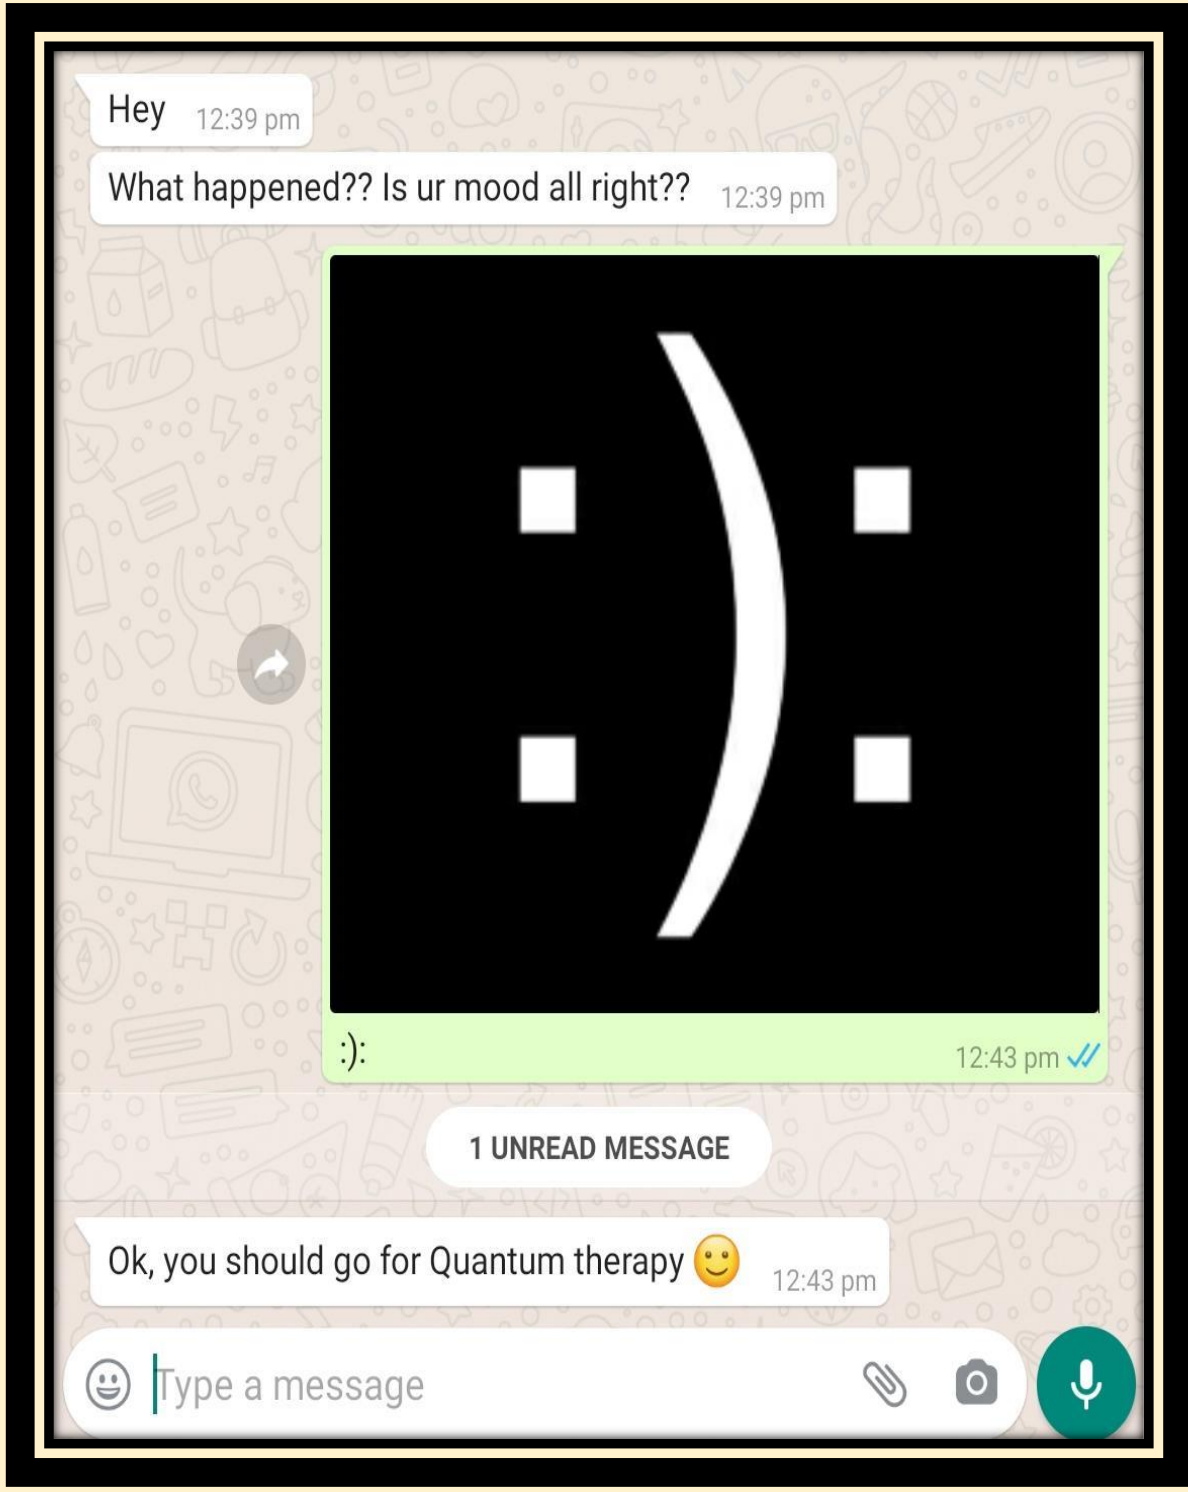 Hey 12:39 pm
What happened?? Is ur mood all right?? 12:39 pm
:):
:): 12:43 pm
1 UNREAD MESSAGE
Ok, you should go for Quantum therapy 🙂 12:43 pm
Type a message